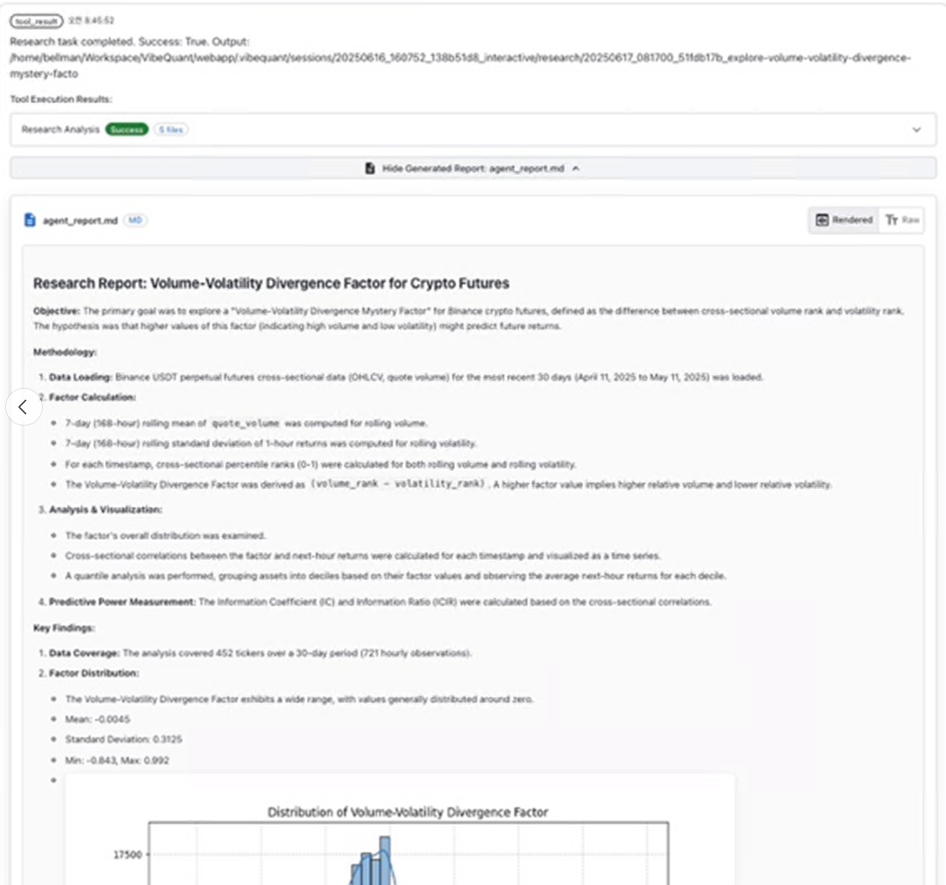 tool_result 오전 8:45:52
Research task completed. Success: True. Output:
/home/bellman/Workspace/VibeQuant/webapp/.vibequant/sessions/20250616_160752_138b51d8_interactive/research/20250617_081700_51fdb17b_explore-volume-volatility-divergence-
mystery-facto
Tool Execution Results:
Research Analysis Success 5 files
Hide Generated Report: agent_report.md
agent_report.md MD Rendered Tт Raw
Research Report: Volume-Volatility Divergence Factor for Crypto Futures
Objective: The primary goal was to explore a "Volume-Volatility Divergence Mystery Factor" for Binance crypto futures, defined as the difference between cross-sectional volume rank and volatility rank.
The hypothesis was that higher values of this factor (indicating high volume and low volatility) might predict future returns.
Methodology:
1. Data Loading: Binance USDT perpetual futures cross-sectional data (OHLCV, quote volume) for the most recent 30 days (April 11, 2025 to May 11, 2025) was loaded.
2. Factor Calculation:
• 7-day (168-hour) rolling mean of quote_volume was computed for rolling volume.
• 7-day (168-hour) rolling standard deviation of 1-hour returns was computed for rolling volatility.
• For each timestamp, cross-sectional percentile ranks (0-1) were calculated for both rolling volume and rolling volatility.
• The Volume-Volatility Divergence Factor was derived as (volume_rank - volatility_rank) . A higher factor value implies higher relative volume and lower relative volatility.
3. Analysis & Visualization:
• The factor's overall distribution was examined.
• Cross-sectional correlations between the factor and next-hour returns were calculated for each timestamp and visualized as a time series.
• A quantile analysis was performed, grouping assets into deciles based on their factor values and observing the average next-hour returns for each decile.
4. Predictive Power Measurement: The Information Coefficient (IC) and Information Ratio (ICIR) were calculated based on the cross-sectional correlations.
Key Findings:
1. Data Coverage: The analysis covered 452 tickers over a 30-day period (721 hourly observations).
2. Factor Distribution:
• The Volume-Volatility Divergence Factor exhibits a wide range, with values generally distributed around zero.
• Mean: -0.0045
• Standard Deviation: 0.3125
• Min: -0.843, Max: 0.992
Distribution of Volume-Volatility Divergence Factor
17500